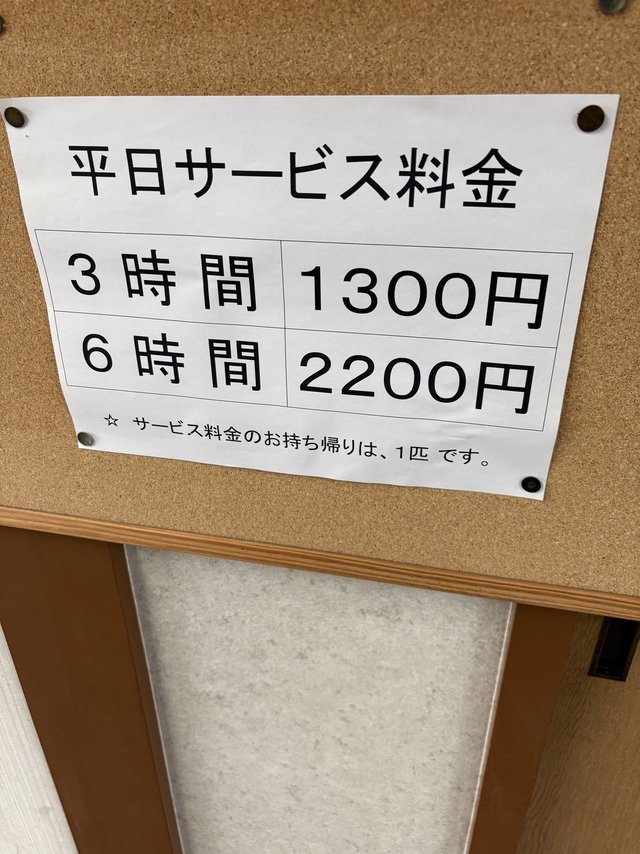 平日サービス料金
３時間 １３００円
６時間 ２２００円
☆ サービス料金のお持ち帰りは、１匹 です。